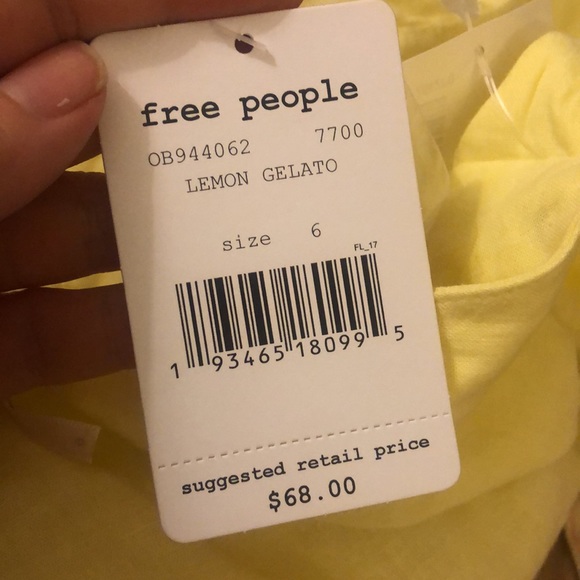 free people
OB944062 7700
LEMON GELATO
size 6
FL_17
1 93465 18099 5
suggested retail price
$68.00